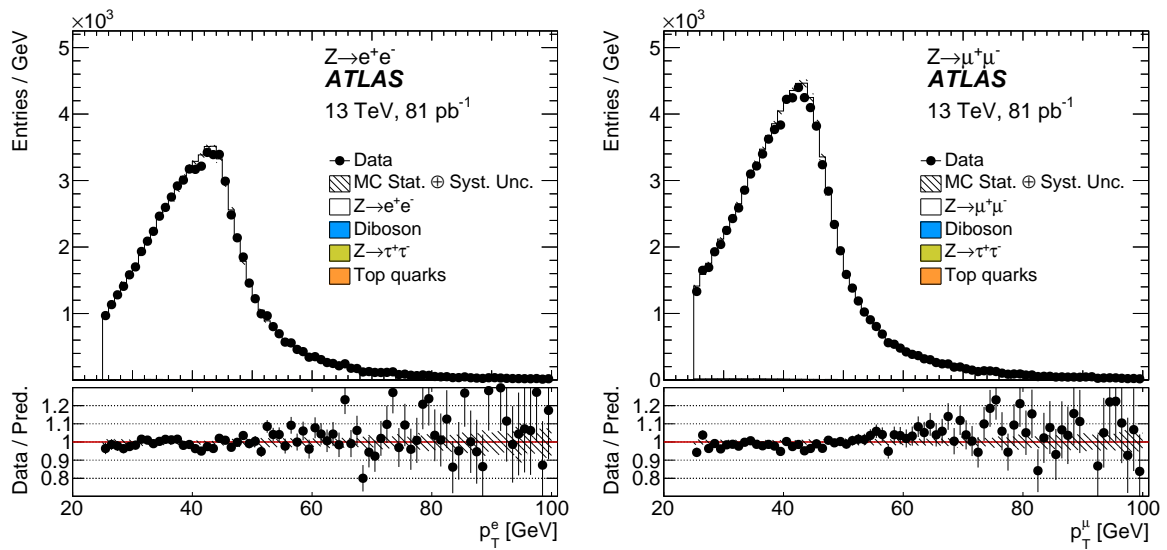 ×10³
Entries / GeV
5
4
3
2
1
0
Z→e⁺e⁻
ATLAS
13 TeV, 81 pb⁻¹
Data
MC Stat. ⊕ Syst. Unc.
Z→e⁺e⁻
Diboson
Z→τ⁺τ⁻
Top quarks
Data / Pred.
1.2
1.1
1
0.9
0.8
20 40 60 80 100
p_T^e [GeV]
×10³
Entries / GeV
5
4
3
2
1
0
Z→μ⁺μ⁻
ATLAS
13 TeV, 81 pb⁻¹
Data
MC Stat. ⊕ Syst. Unc.
Z→μ⁺μ⁻
Diboson
Z→τ⁺τ⁻
Top quarks
Data / Pred.
1.2
1.1
1
0.9
0.8
20 40 60 80 100
p_T^μ [GeV]